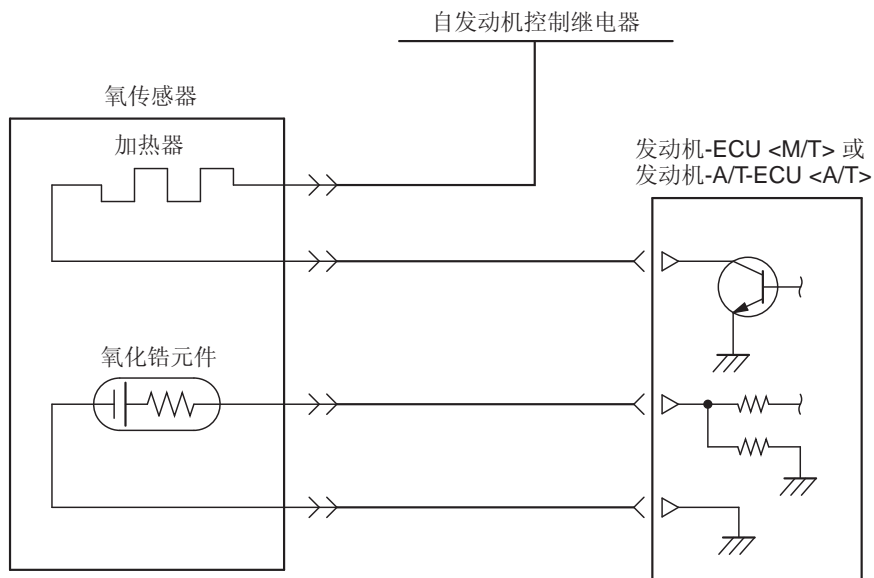 自发动机控制继电器
氧传感器
加热器
发动机-ECU <M/T> 或
发动机-A/T-ECU <A/T>
氧化锆元件